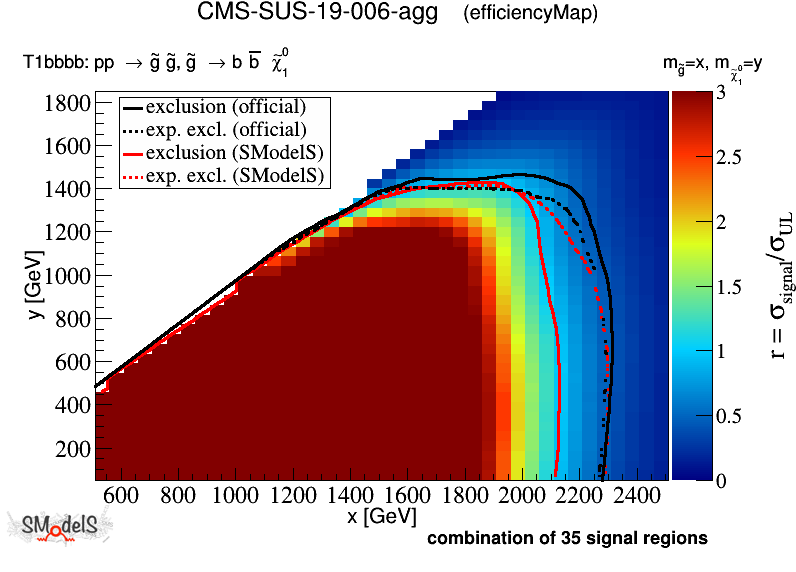 CMS-SUS-19-006-agg (efficiencyMap)
T1bbbb: pp → g̃ g̃, g̃ → b b̅ χ̃₁⁰
m_g̃=x, m_χ̃₁⁰=y
exclusion (official)
exp. excl. (official)
exclusion (SModelS)
exp. excl. (SModelS)
1800
1600
1400
1200
1000
800
600
400
200
y [GeV]
600 800 1000 1200 1400 1600 1800 2000 2200 2400
x [GeV]
3
2.5
2
1.5
1
0.5
0
r = σ_signal/σ_UL
SModelS
combination of 35 signal regions